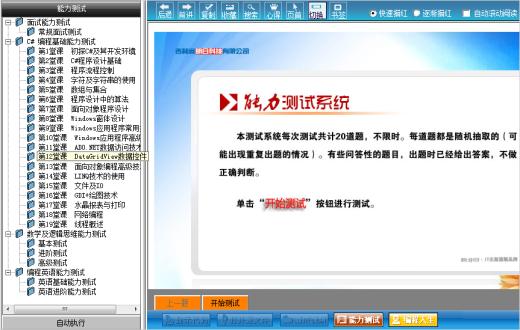 能力测试
面试能力测试
常规面试测试
C# 编程基础能力测试
第1堂课 初探C#及其开发环境
第2堂课 C#程序设计基础
第3堂课 程序流程控制
第4堂课 字符及字符串的使用
第5堂课 数组与集合
第6堂课 程序设计中的算法
第7堂课 面向对象程序设计
第8堂课 Windows窗体设计
第9堂课 Windows应用程序常用
第10堂课 Windows应用程序高级
第11堂课 ADO.NET数据访问技术
第12堂课 DataGridView数据控件
第13堂课 面向对象编程高级技
第14堂课 LINQ技术的使用
第15堂课 文件及IO
第16堂课 GDI+绘图技术
第17堂课 水晶报表与打印
第18堂课 网络编程
第19堂课 线程概述
数学及逻辑思维能力测试
基本测试
进阶测试
高级测试
编程英语能力测试
英语基础能力测试
英语进阶能力测试
自动执行
后退 前进 复制 收藏 搜索 心得 页首 切换 书签
快速描红 逐渐描红 自动滚动阅读
吉林省明日科技有限公司
能力测试系统
本测试系统每次测试共计20道题，不限时。每道题都是随机抽取的（可
能出现重复出题的情况）。有些问答性的题目，出题时已经给出答案，不做
正确判断。
单击“开始测试”按钮进行测试。
上一题 开始测试
能力测试 编程人生